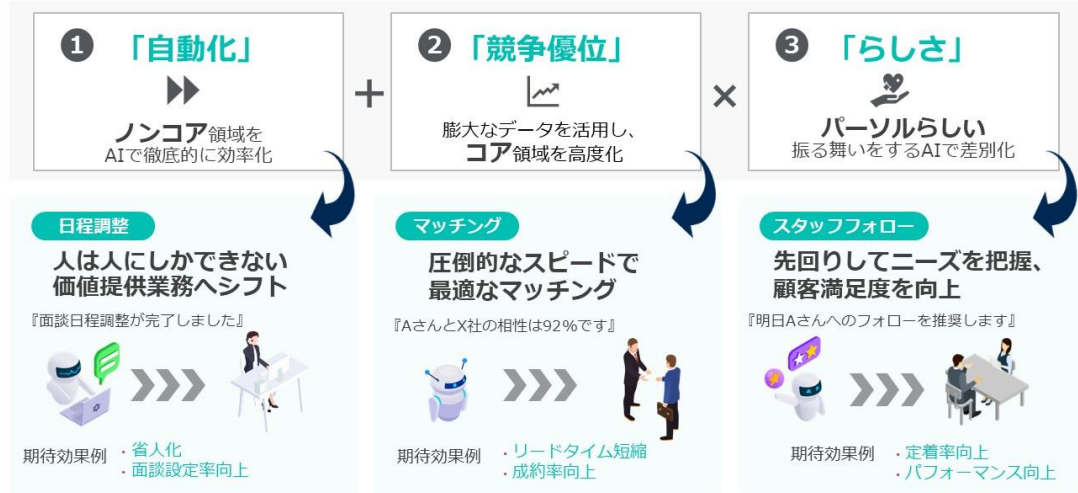 1 「自動化」
ノンコア領域を
AIで徹底的に効率化
+
2 「競争優位」
膨大なデータを活用し、
コア領域を高度化
×
3 「らしさ」
パーソルらしい
振る舞いをするAIで差別化
日程調整
人は人にしかできない
価値提供業務へシフト
『面談日程調整が完了しました』
期待効果例
・省人化
・面談設定率向上
マッチング
圧倒的なスピードで
最適なマッチング
『AさんとX社の相性は92%です』
期待効果例
・リードタイム短縮
・成約率向上
スタッフフォロー
先回りしてニーズを把握、
顧客満足度を向上
『明日Aさんへのフォローを推奨します』
期待効果例
・定着率向上
・パフォーマンス向上